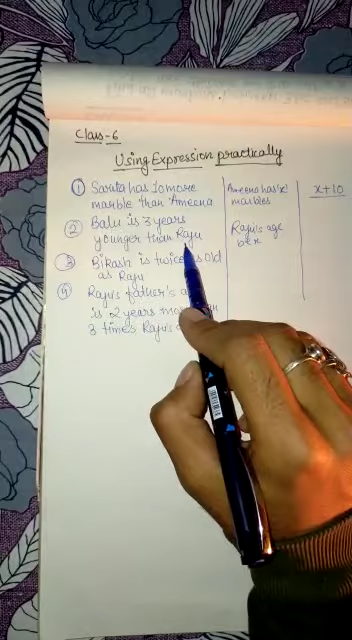 Class-6
Using Expression practically
① Sarita has 10 more
marble than Ameena
Ameena has 'x'
marbles
x+10
② Balu is 3 years
younger than Raju
Raju's age
be x
③ Bikash is twice as old
as Raju
④ Raju's father's a
is 2 years mo
3 times Raju's